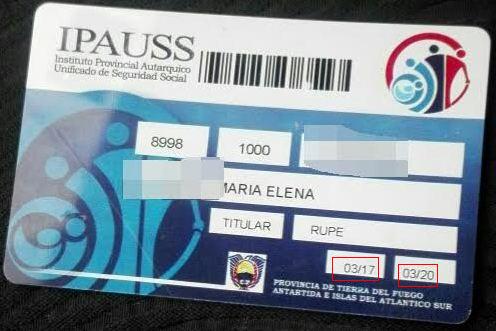 IPAUSS
Instituto Provincial Autarquico
Unificado de Seguridad Social
8998 1000
MARIA ELENA
TITULAR RUPE
03/17 03/20
PROVINCIA DE TIERRA DEL FUEGO
ANTARTIDA E ISLAS DEL ATLANTICO SUR